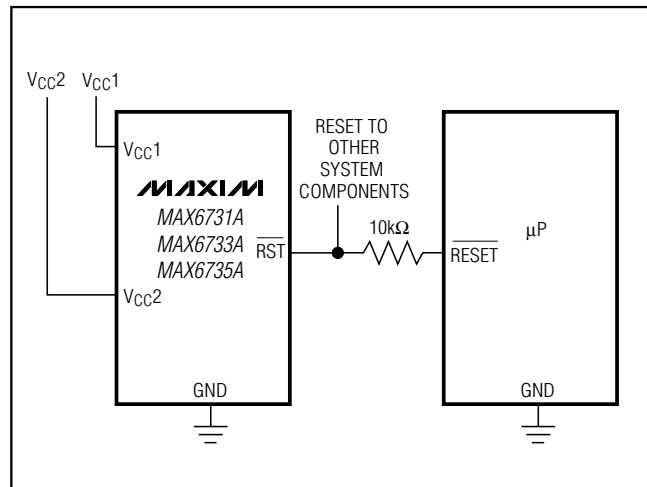 VCC2 VCC1
VCC1
MAXIM
MAX6731A
MAX6733A
MAX6735A
RST
VCC2
GND
RESET TO
OTHER
SYSTEM
COMPONENTS
10kΩ
RESET
μP
GND